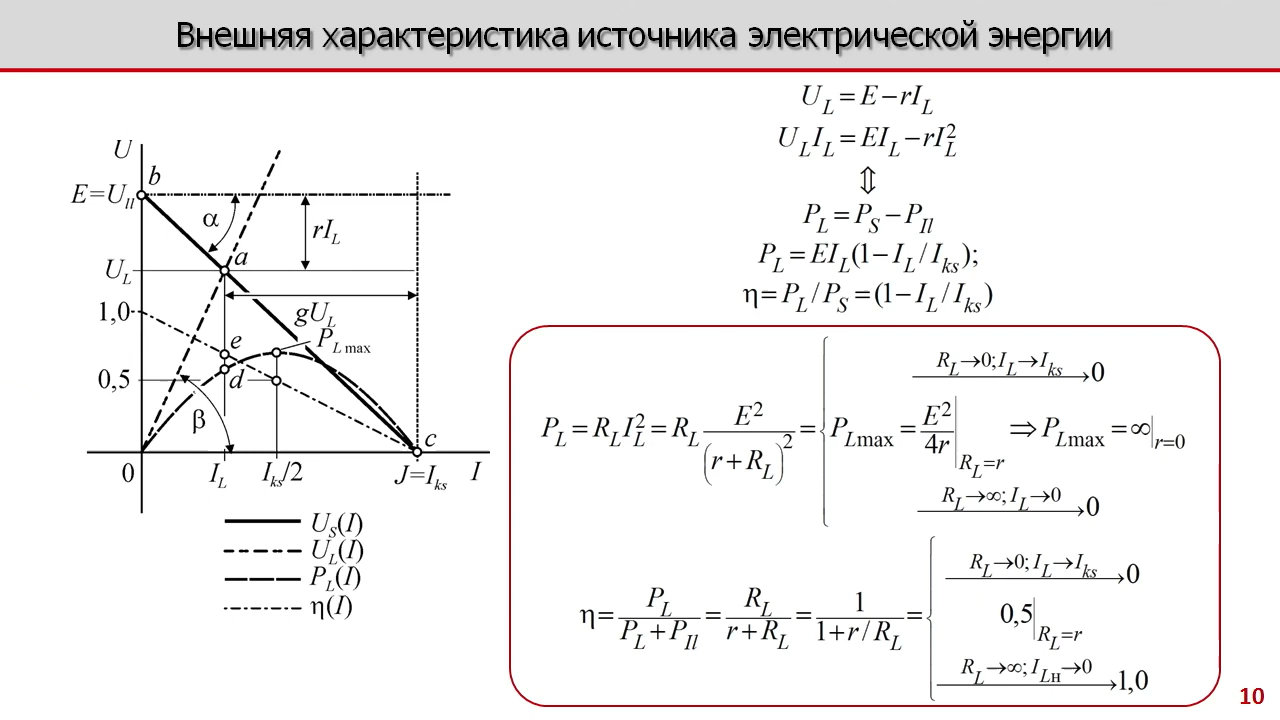 Внешняя характеристика источника электрической энергии
U
b
E=U_ll
α
rI_L
a
U_L
1,0
gU_L
e
P_L max
0,5
d
β
c
0
I_L
I_ks/2
J=I_ks
I
U_S(I)
U_L(I)
P_L(I)
η(I)
U_L = E − rI_L
U_L I_L = EI_L − rI_L^2
⇕
P_L = P_S − P_Il
P_L = EI_L(1 − I_L / I_ks);
η = P_L / P_S = (1 − I_L / I_ks)
R_L→0; I_L→I_ks → 0
P_L = R_L I_L^2 = R_L E^2/(r + R_L)^2 = { P_Lmax = E^2/4r |R_L=r ⇒ P_Lmax = ∞|r=0
R_L→∞; I_L→0 → 0
R_L→0; I_L→I_ks → 0
η = P_L/(P_L + P_Il) = R_L/(r + R_L) = 1/(1 + r / R_L) = { 0,5 |R_L=r
R_L→∞; I_Lн→0 → 1,0
10